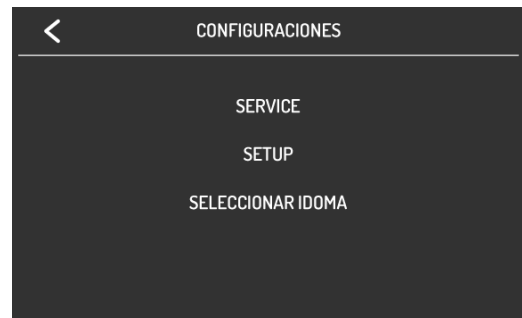 CONFIGURACIONES
SERVICE
SETUP
SELECCIONAR IDOMA